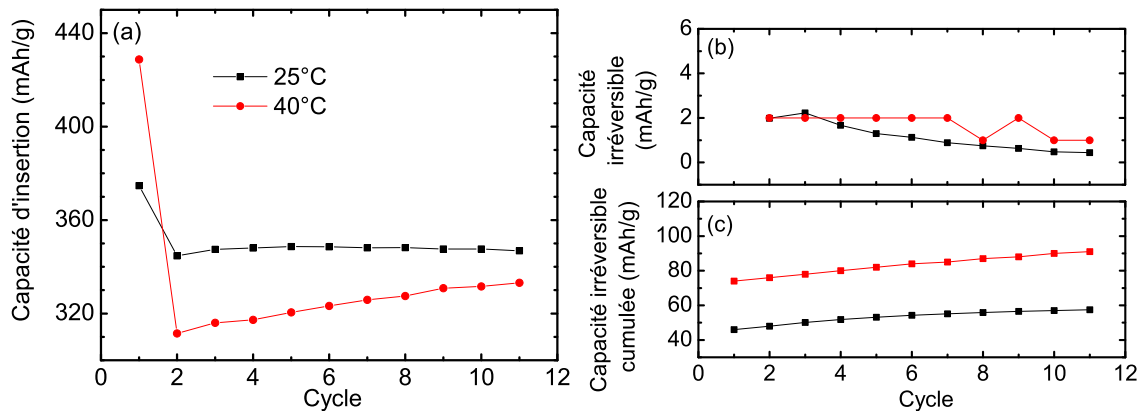 (a)
Capacité d'insertion (mAh/g)
440
400
360
320
25°C
40°C
0 2 4 6 8 10 12
Cycle
(b)
Capacité
irréversible
(mAh/g)
6
4
2
0
(c)
Capacité irréversible
cumulée (mAh/g)
120
100
80
60
40
0 2 4 6 8 10 12
Cycle